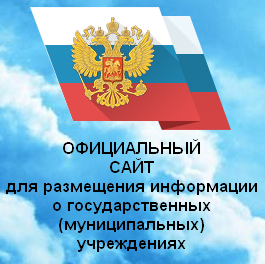 ОФИЦИАЛЬНЫЙ
САЙТ
для размещения информации
о государственных
(муниципальных)
учреждениях